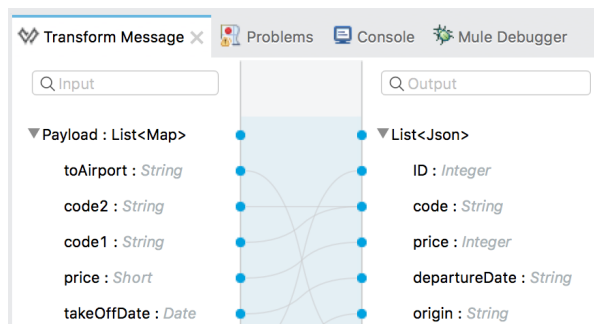 Transform Message Problems Console Mule Debugger
Input Output
Payload : List<Map> List<Json>
toAirport : String ID : Integer
code2 : String code : String
code1 : String price : Integer
price : Short departureDate : String
takeOffDate : Date origin : String